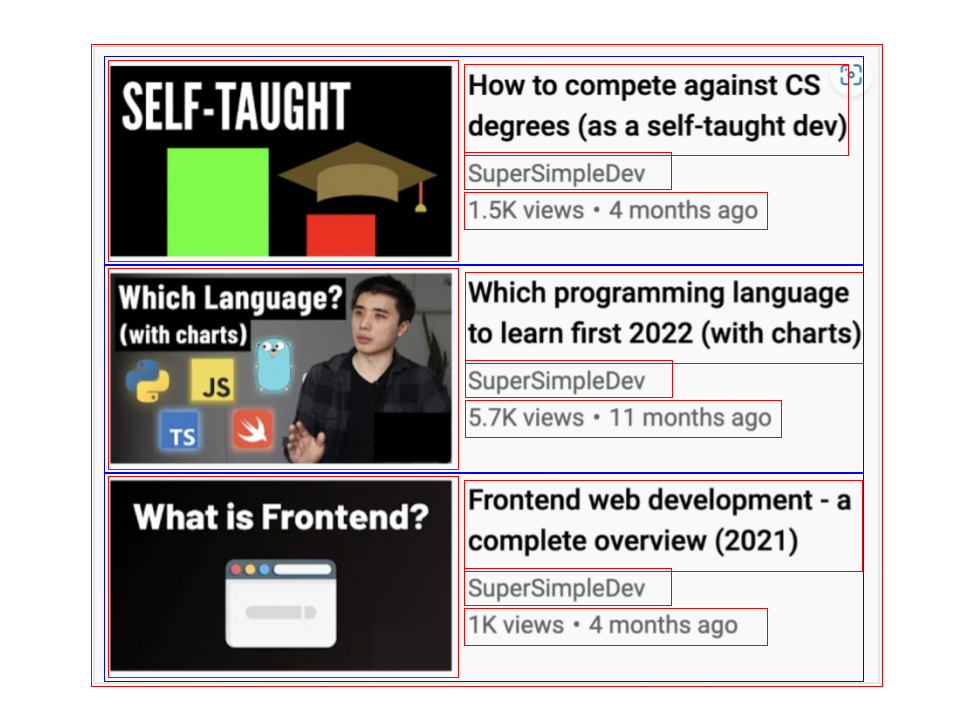 SELF-TAUGHT
How to compete against CS
degrees (as a self-taught dev)
SuperSimpleDev
1.5K views • 4 months ago
Which Language?
(with charts)
JS
TS
Which programming language
to learn first 2022 (with charts)
SuperSimpleDev
5.7K views • 11 months ago
What is Frontend?
Frontend web development - a
complete overview (2021)
SuperSimpleDev
1K views • 4 months ago